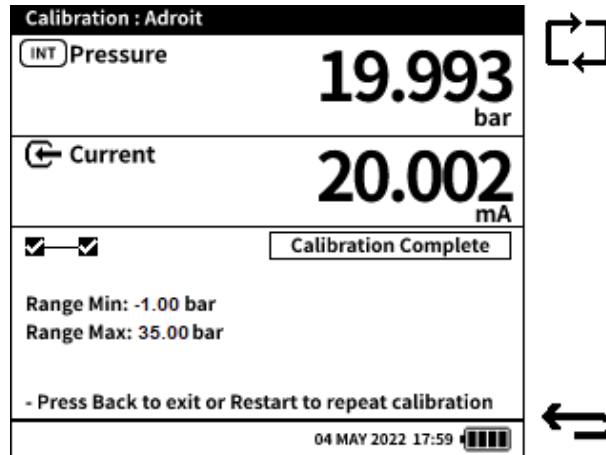 Calibration : Adroit
INT Pressure
19.993
bar
Current
20.002
mA
Calibration Complete
Range Min: -1.00 bar
Range Max: 35.00 bar
- Press Back to exit or Restart to repeat calibration
04 MAY 2022 17:59